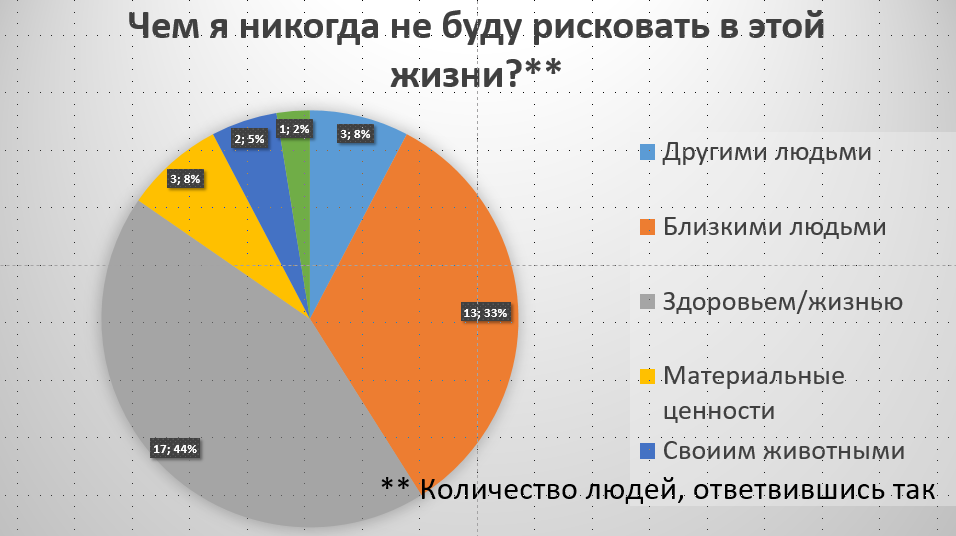 Чем я никогда не буду рисковать в этой
жизни?**
1; 2%
3; 8%
2; 5%
3; 8%
13; 33%
17; 44%
Другими людьми
Близкими людьми
Здоровьем/жизнью
Материальные
ценности
Своиим животными
** Количество людей, ответвившись так